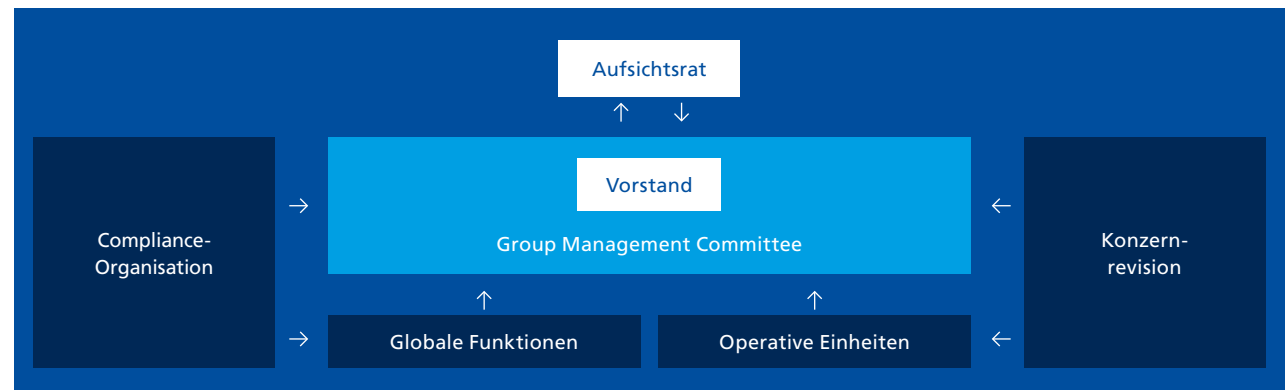 Aufsichtsrat
Vorstand
Group Management Committee
Compliance-
Organisation
Konzern-
revision
Globale Funktionen
Operative Einheiten